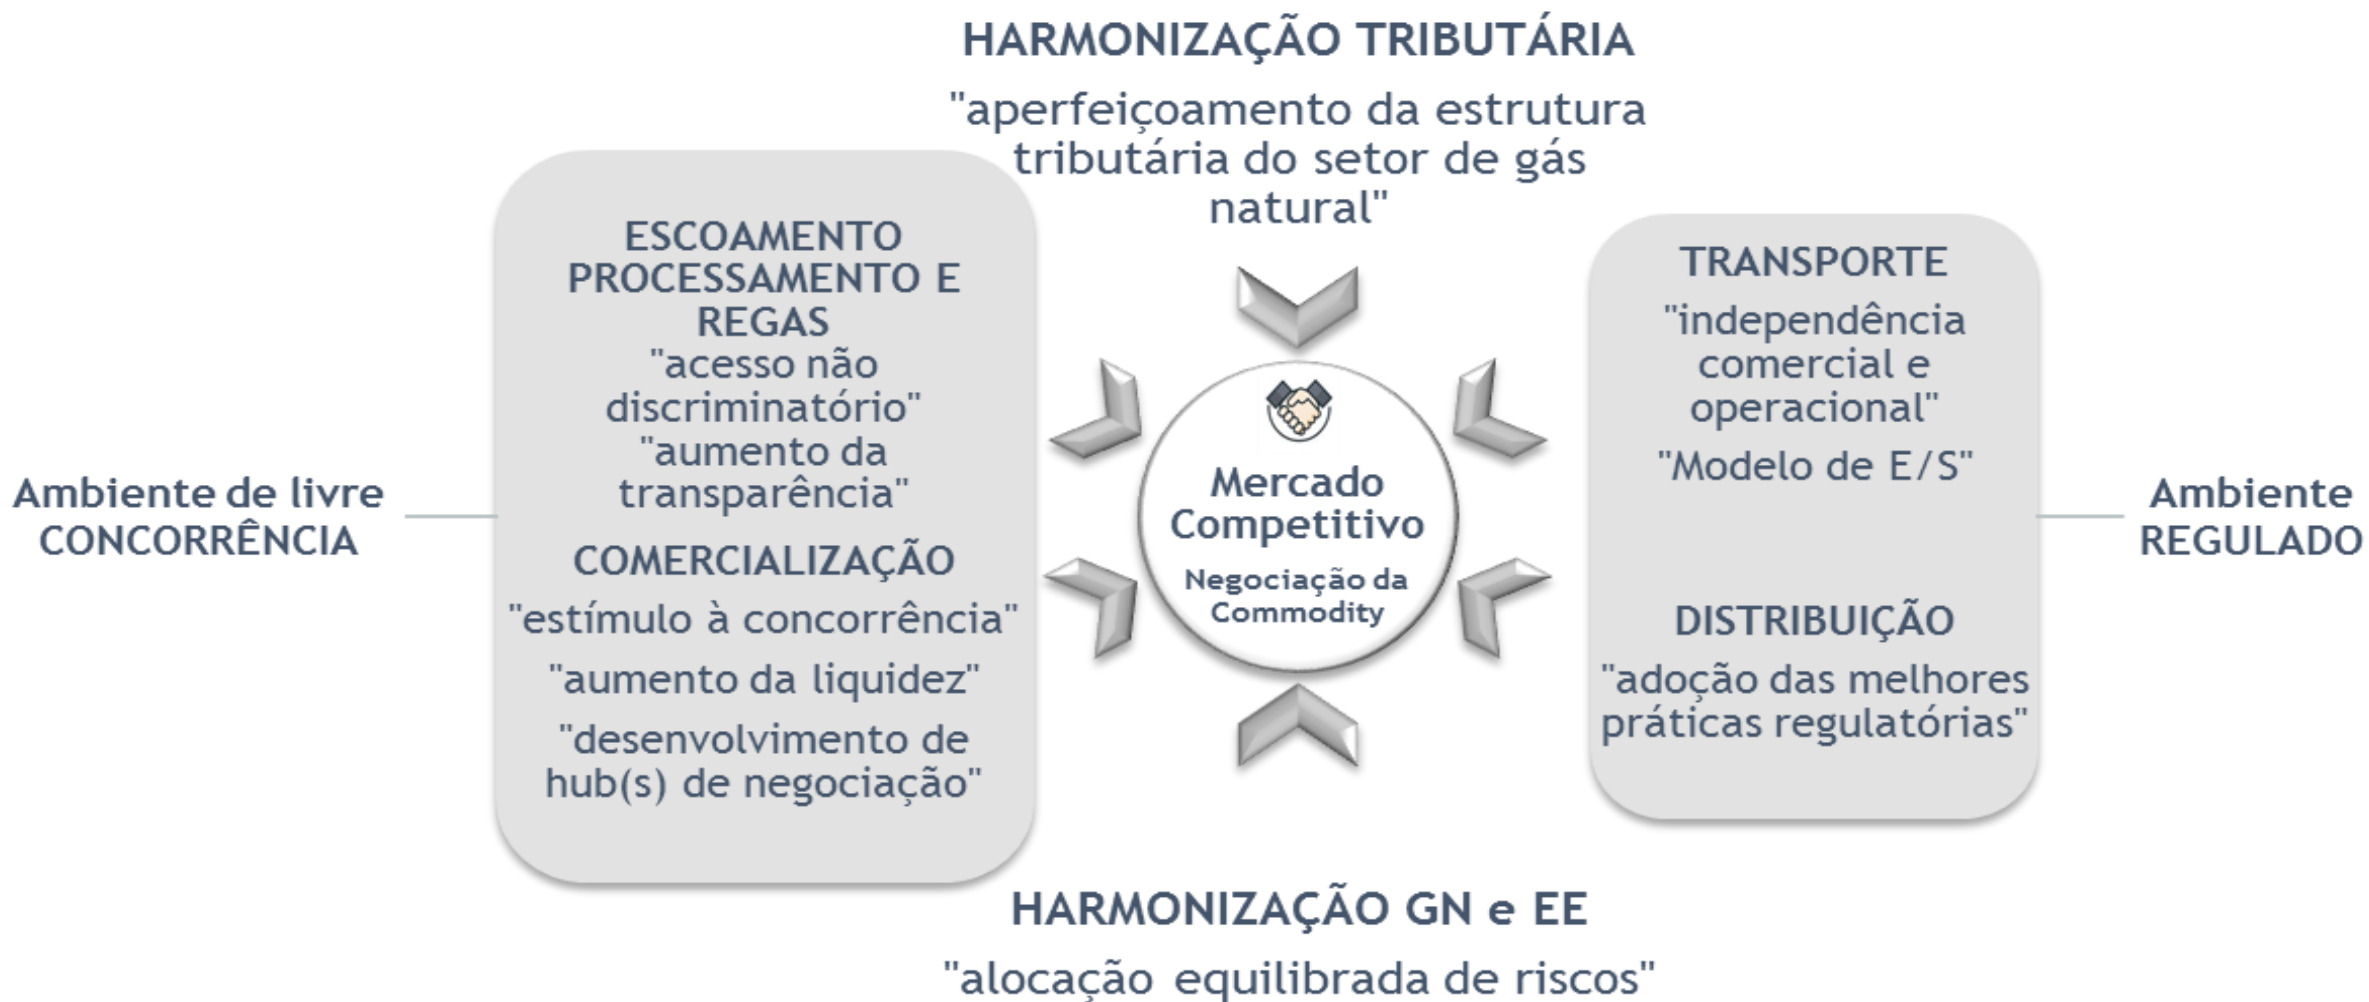 HARMONIZAÇÃO TRIBUTÁRIA
"aperfeiçoamento da estrutura
tributária do setor de gás
natural"
Ambiente de livre
CONCORRÊNCIA
ESCOAMENTO
PROCESSAMENTO E
REGAS
"acesso não
discriminatório"
"aumento da
transparência"
COMERCIALIZAÇÃO
"estímulo à concorrência"
"aumento da liquidez"
"desenvolvimento de
hub(s) de negociação"
Mercado
Competitivo
Negociação da
Commodity
TRANSPORTE
"independência
comercial e
operacional"
"Modelo de E/S"
DISTRIBUIÇÃO
"adoção das melhores
práticas regulatórias"
Ambiente
REGULADO
HARMONIZAÇÃO GN e EE
"alocação equilibrada de riscos"